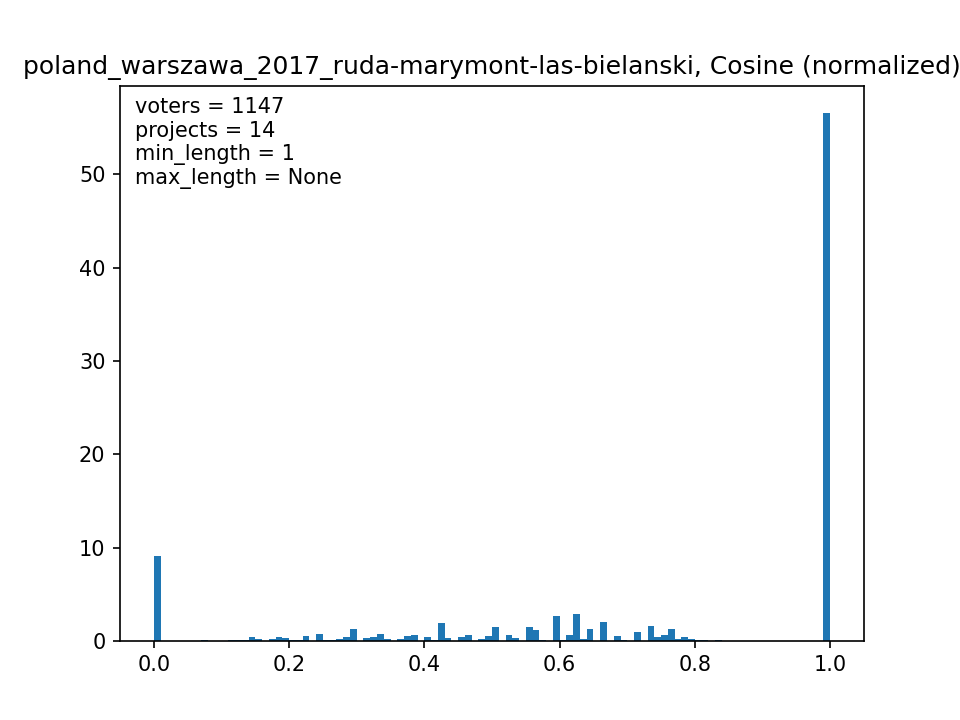 poland_warszawa_2017_ruda-marymont-las-bielanski, Cosine (normalized)
voters = 1147
projects = 14
min_length = 1
max_length = None
50
40
30
20
10
0
0.0 0.2 0.4 0.6 0.8 1.0